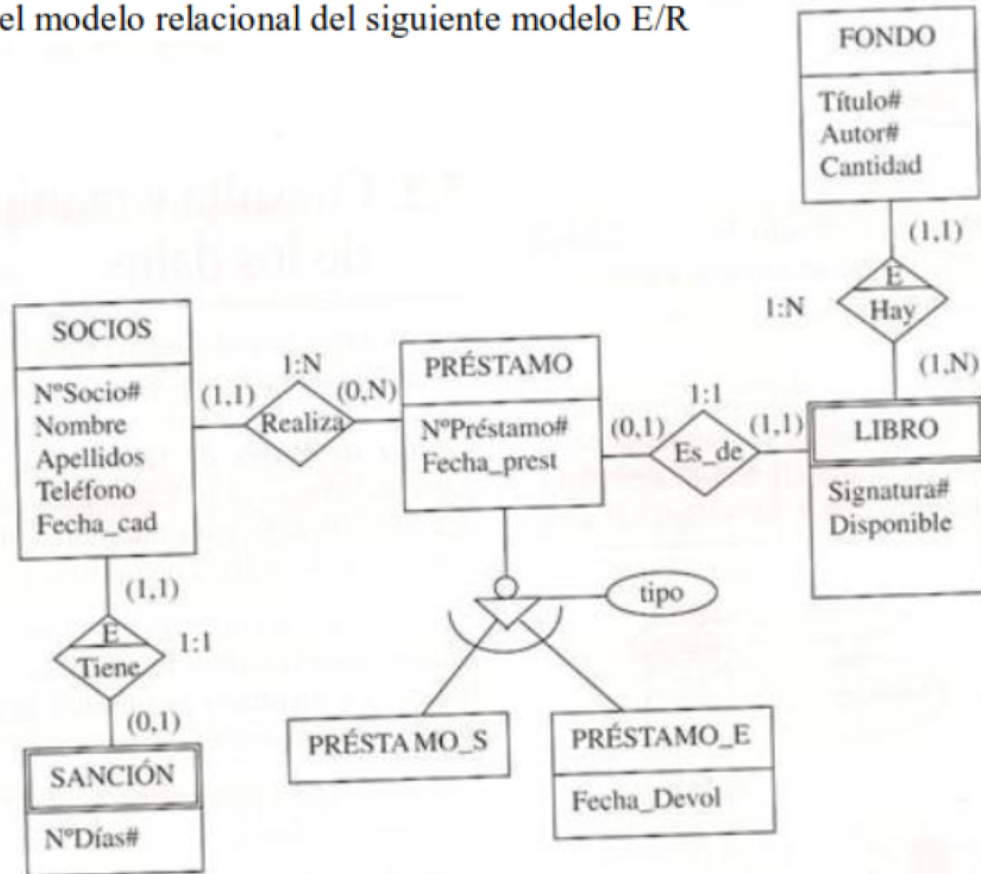 el modelo relacional del siguiente modelo E/R
FONDO
Título#
Autor#
Cantidad
(1,1)
E
Hay
1:N
(1,N)
SOCIOS
NºSocio#
Nombre
Apellidos
Teléfono
Fecha_cad
(1,1)
1:N
Realiza
(0,N)
PRÉSTAMO
NºPréstamo#
Fecha_prest
(0,1)
1:1
Es_de
(1,1)
LIBRO
Signatura#
Disponible
(1,1)
E
Tiene
1:1
(0,1)
SANCIÓN
NºDías#
tipo
PRÉSTAMO_S
PRÉSTAMO_E
Fecha_Devol